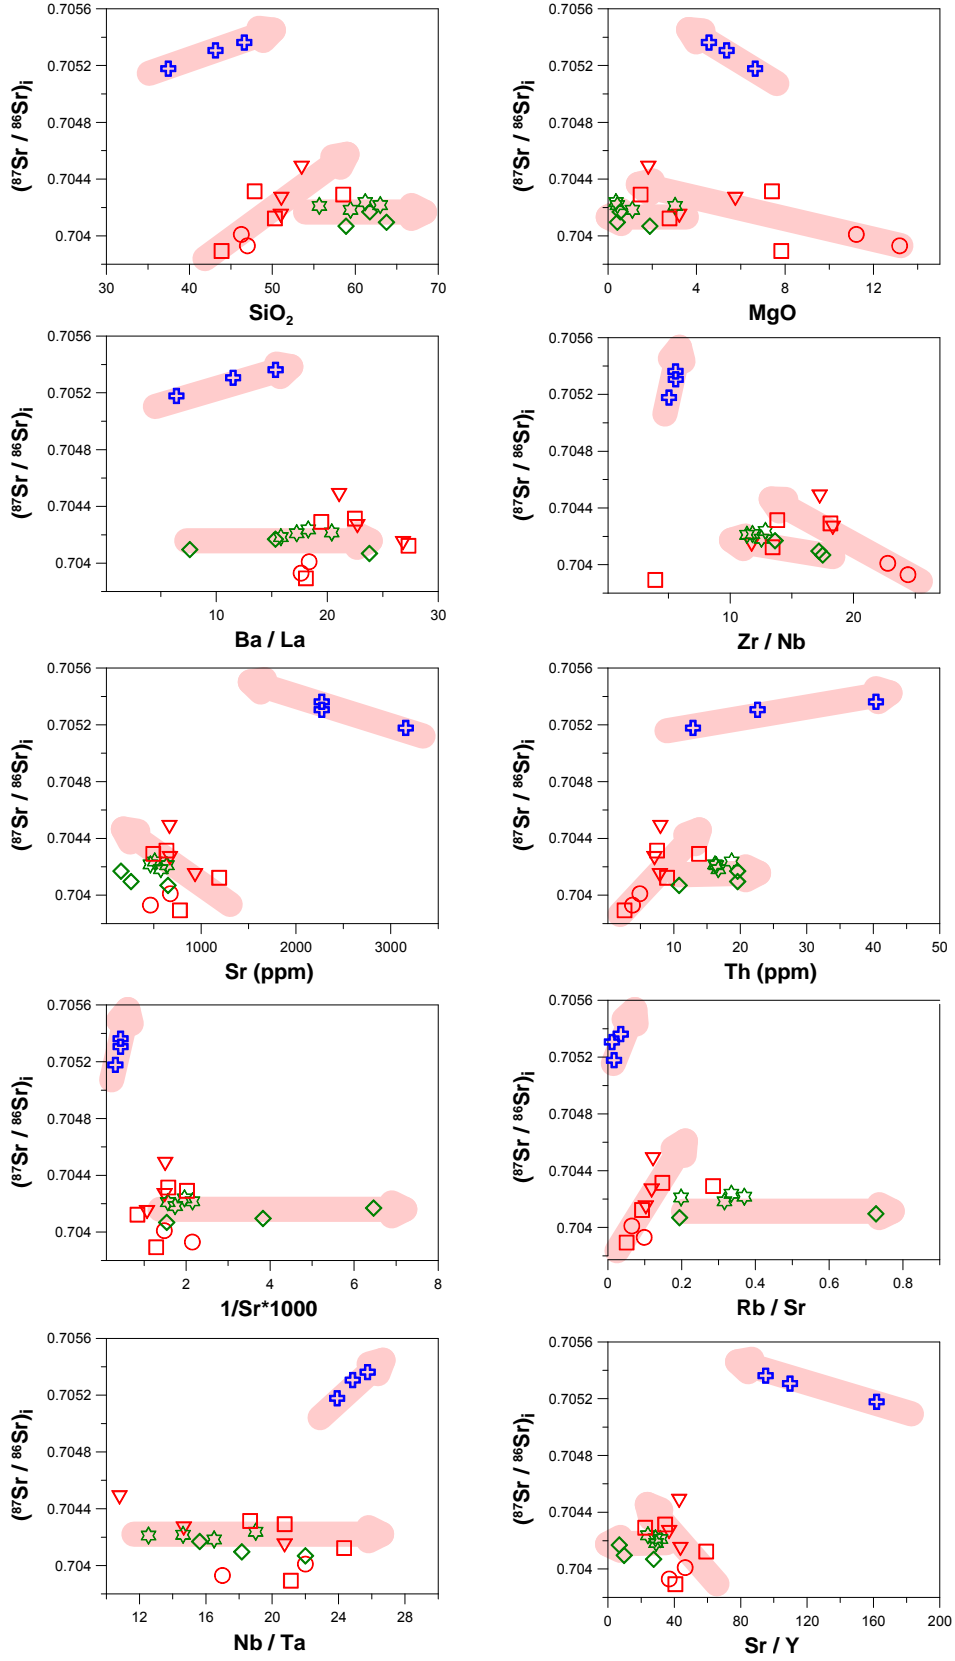 0.7056
0.7052
0.7048
0.7044
0.704
(87Sr / 86Sr)i
30 40 50 60 70
SiO2
0.7056
0.7052
0.7048
0.7044
0.704
(87Sr / 86Sr)i
0 4 8 12
MgO
0.7056
0.7052
0.7048
0.7044
0.704
(87Sr / 86Sr)i
10 20 30
Ba / La
0.7056
0.7052
0.7048
0.7044
0.704
(87Sr / 86Sr)i
10 20
Zr / Nb
0.7056
0.7052
0.7048
0.7044
0.704
(87Sr / 86Sr)i
0 1000 2000 3000
Sr (ppm)
0.7056
0.7052
0.7048
0.7044
0.704
(87Sr / 86Sr)i
0 10 20 30 40 50
Th (ppm)
0.7056
0.7052
0.7048
0.7044
0.704
(87Sr / 86Sr)i
2 4 6 8
1/Sr*1000
0.7056
0.7052
0.7048
0.7044
0.704
(87Sr / 86Sr)i
0 0.2 0.4 0.6 0.8
Rb / Sr
0.7056
0.7052
0.7048
0.7044
0.704
(87Sr / 86Sr)i
12 16 20 24 28
Nb / Ta
0.7056
0.7052
0.7048
0.7044
0.704
(87Sr / 86Sr)i
0 40 80 120 160 200
Sr / Y